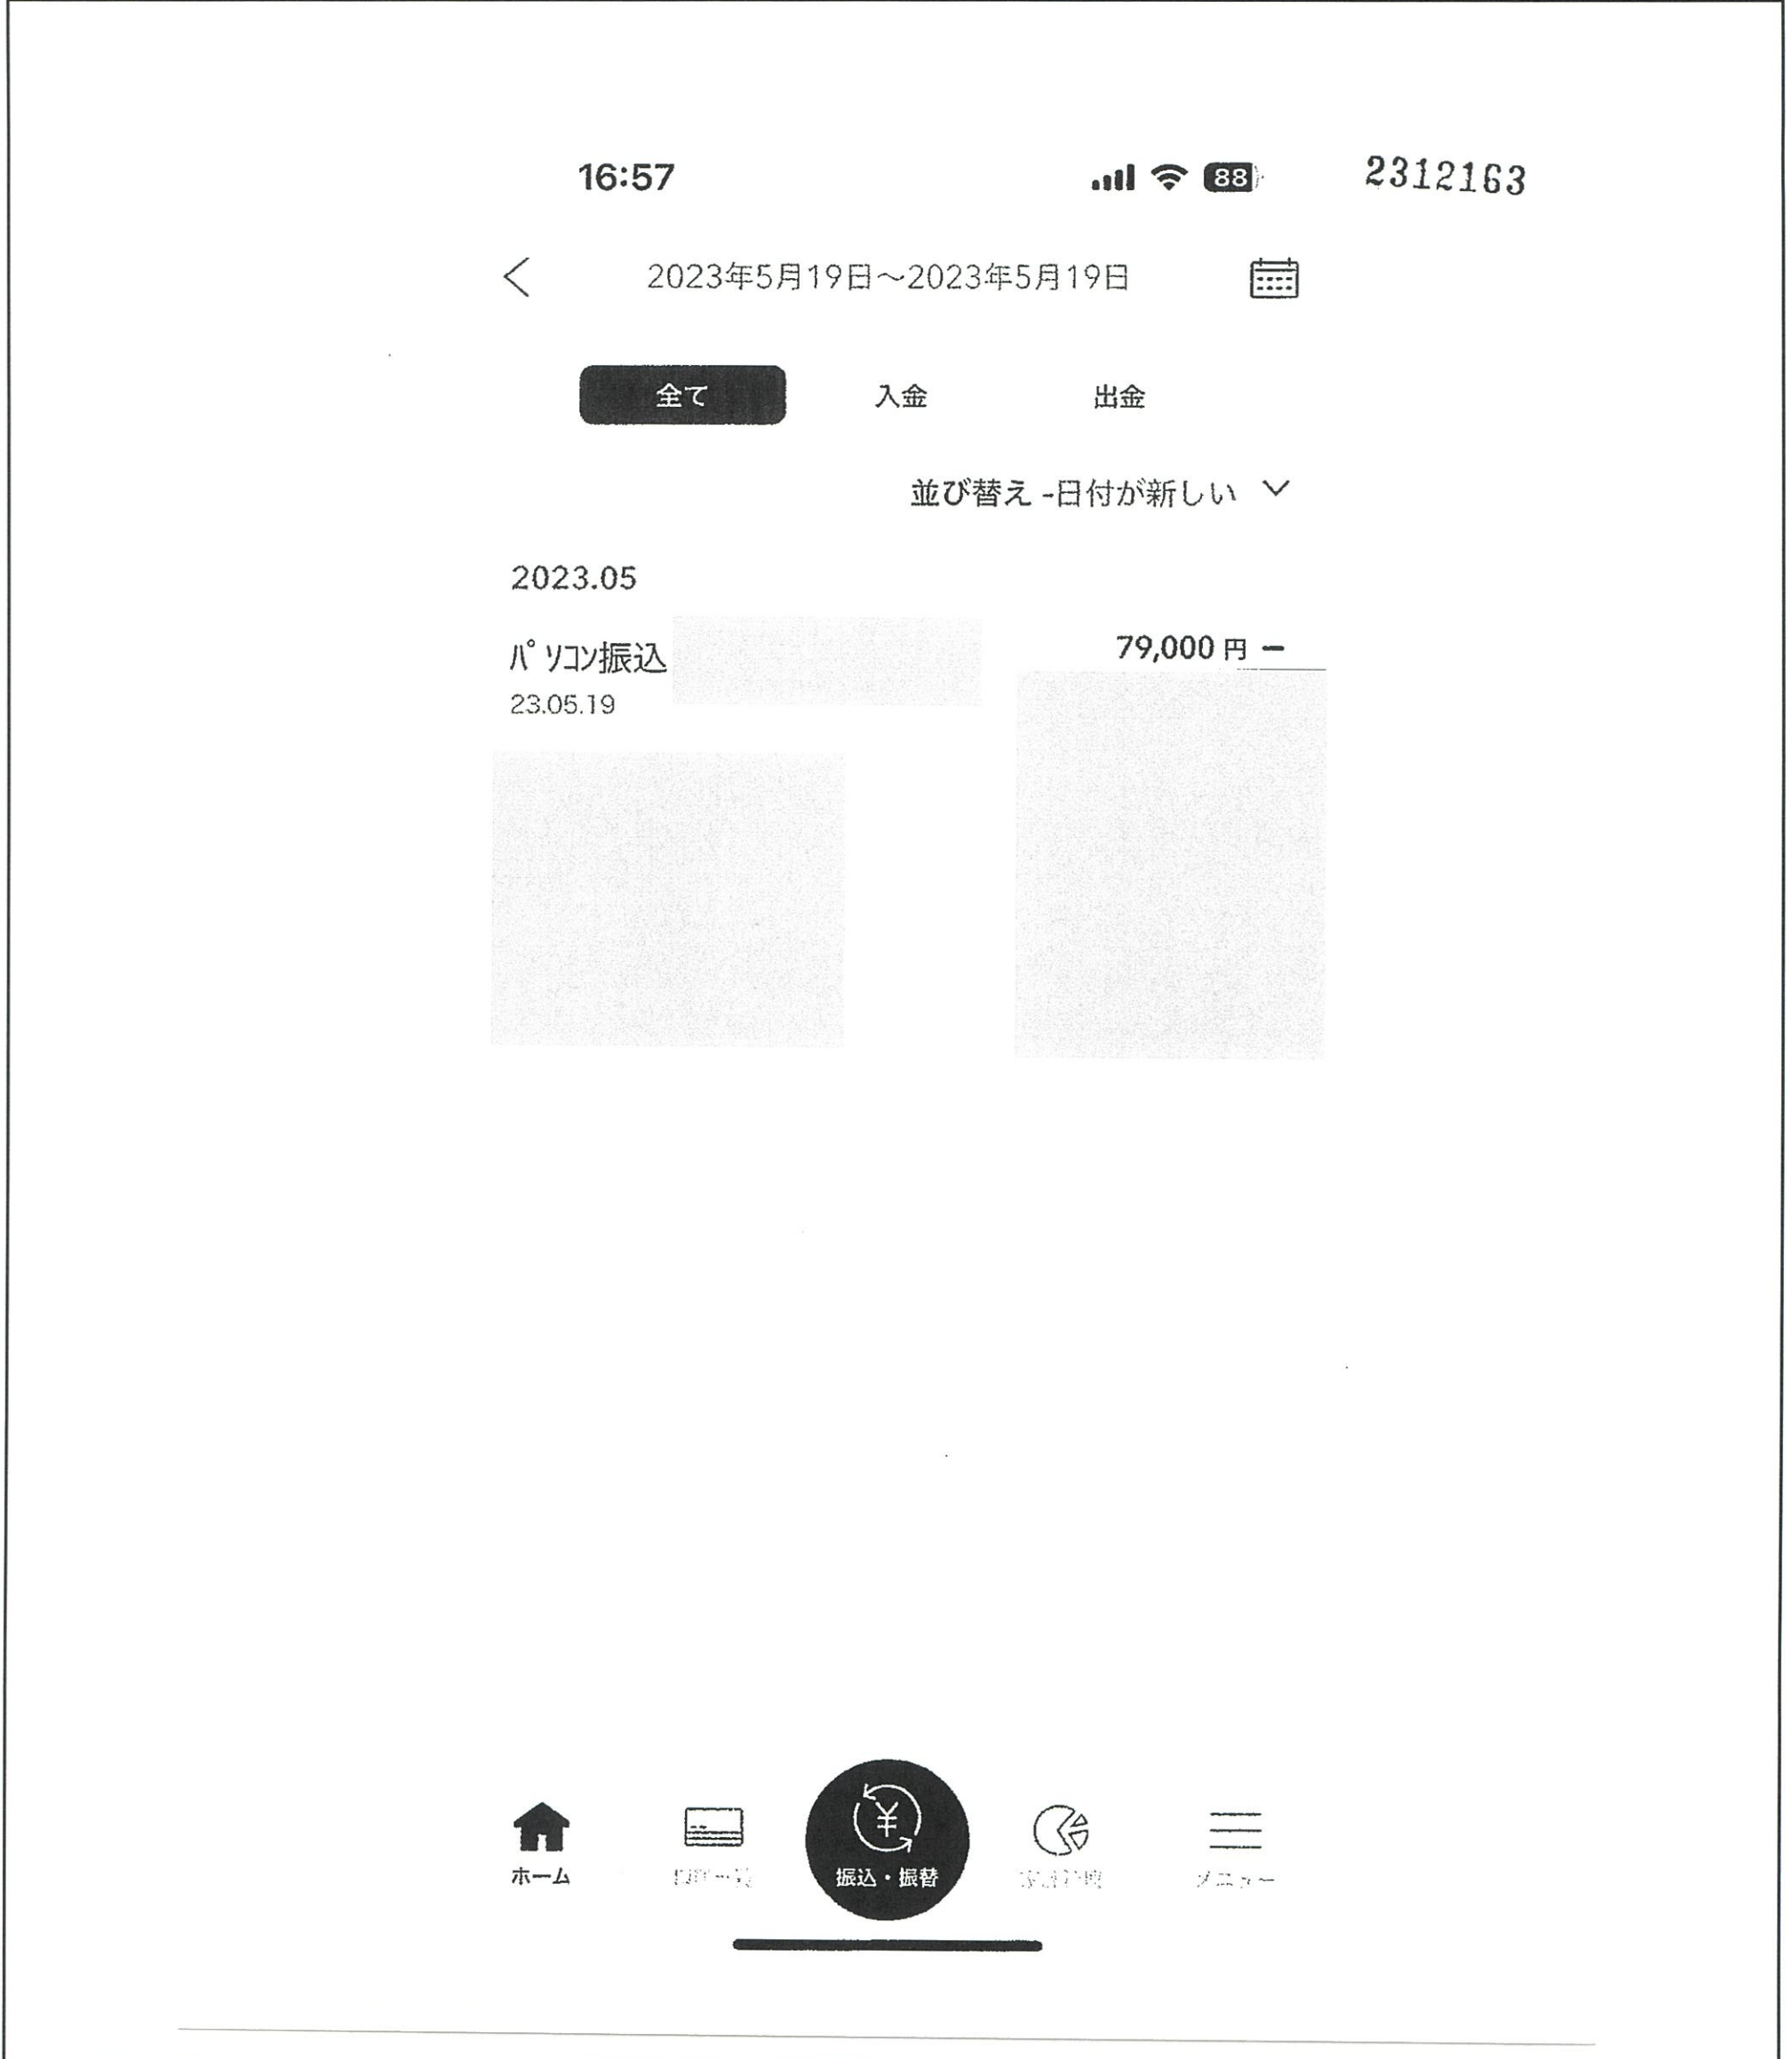 16:57 88 2312163
2023年5月19日～2023年5月19日
全て 入金 出金
並び替え -日付が新しい
2023.05
ﾊﾟｿｺﾝ振込 79,000 円 −
23.05.19
¥
ホーム 振込・振替 メニュー